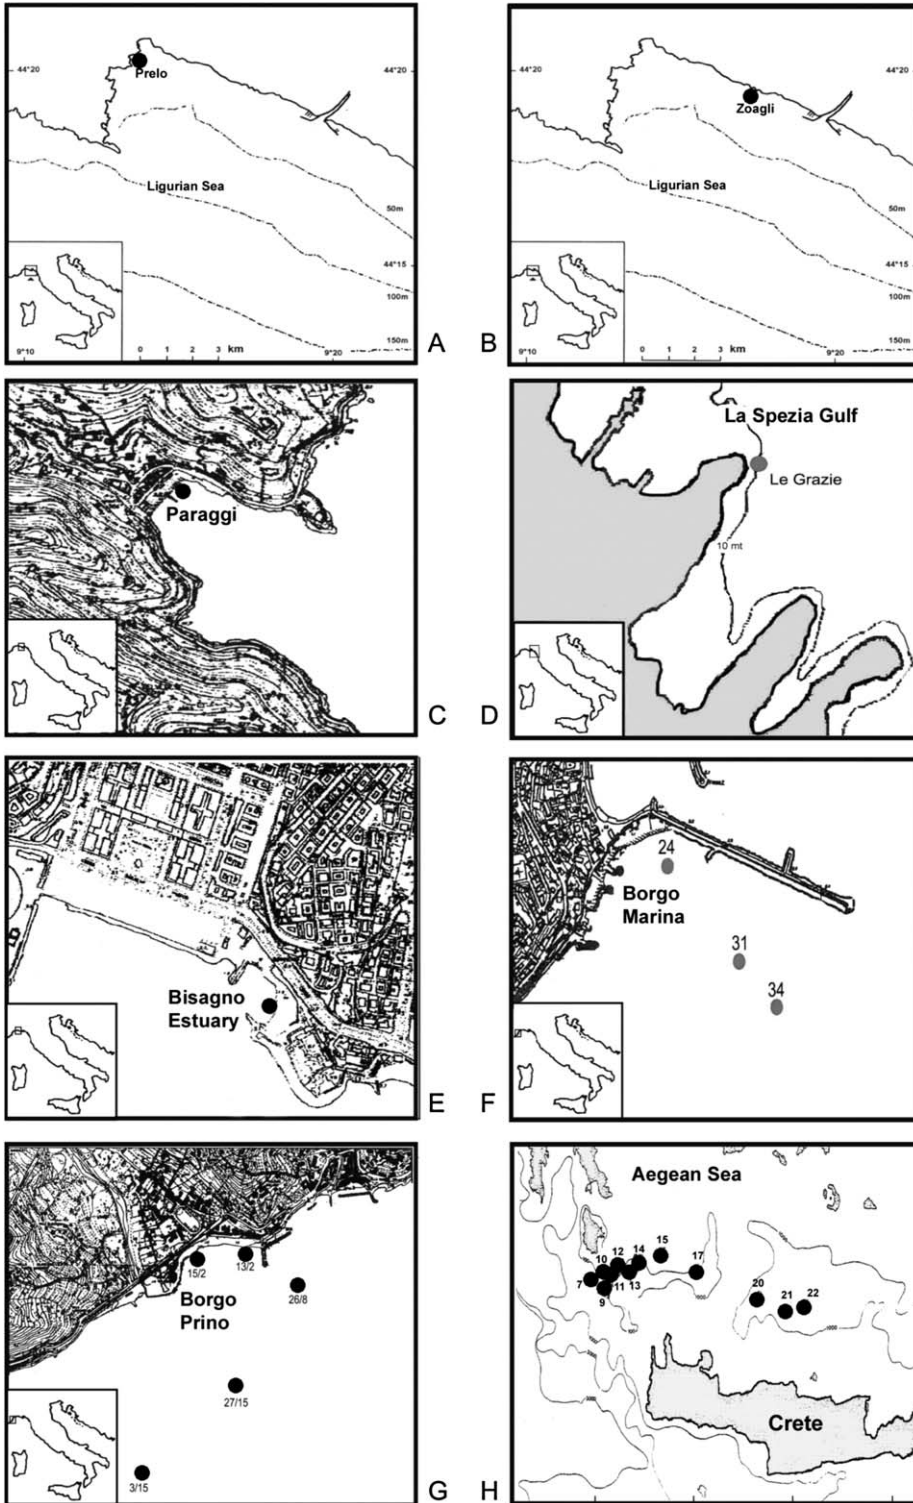 44°20
44°20
Prelo
Ligurian Sea
50m
44°15
100m
150m
9°10
0 1 2 3 km
9°20
A
44°20
44°20
Zoagli
Ligurian Sea
50m
44°15
100m
150m
9°10
0 1 2 3 km
9°20
B
Paraggi
C
La Spezia Gulf
Le Grazie
10 mt
D
Bisagno
Estuary
E
24
Borgo
Marina
31
34
F
15/2
13/2
Borgo
Prino
26/8
27/15
3/15
G
Aegean Sea
15
14
12
10
17
7
11
13
9
20
21
22
Crete
H